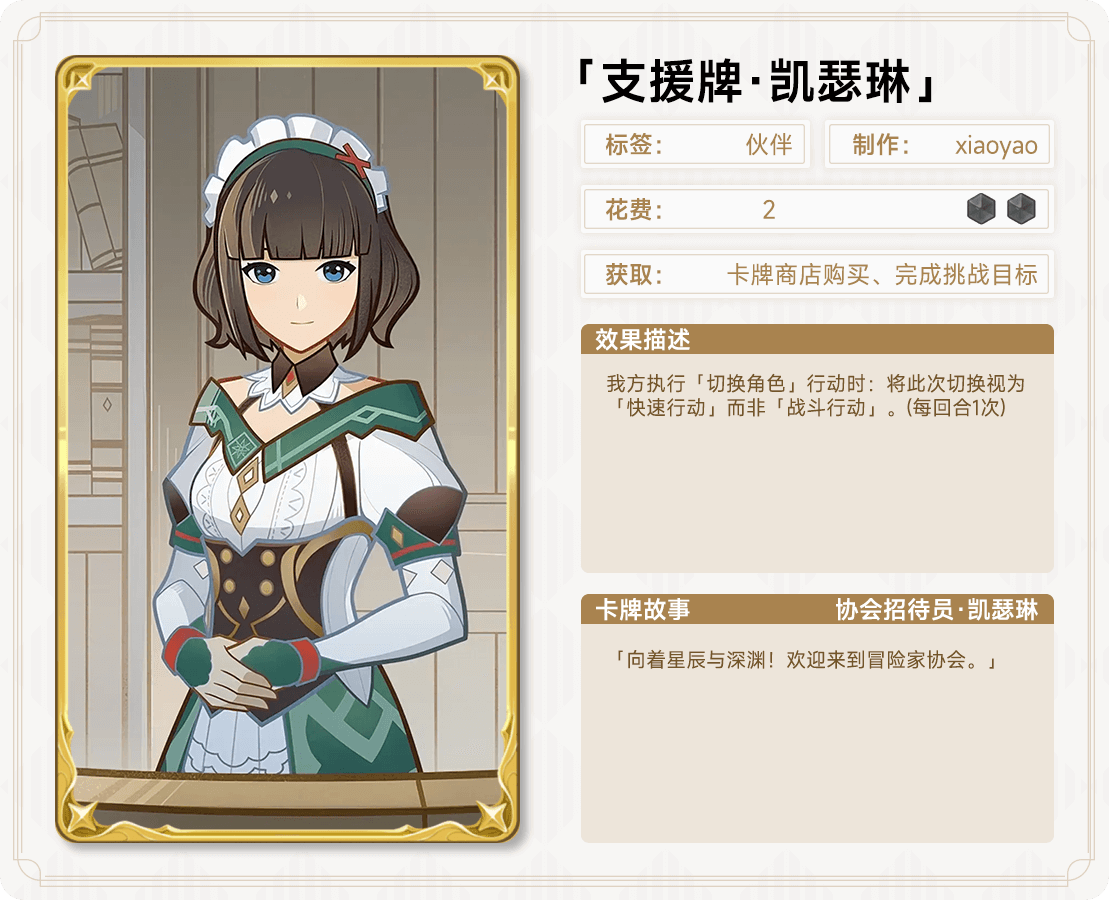 「支援牌·凯瑟琳」
标签： 伙伴 制作： xiaoyao
花费： 2
获取： 卡牌商店购买、完成挑战目标
效果描述
我方执行「切换角色」行动时：将此次切换视为
「快速行动」而非「战斗行动」。(每回合1次)
卡牌故事 协会招待员·凯瑟琳
「向着星辰与深渊！欢迎来到冒险家协会。」